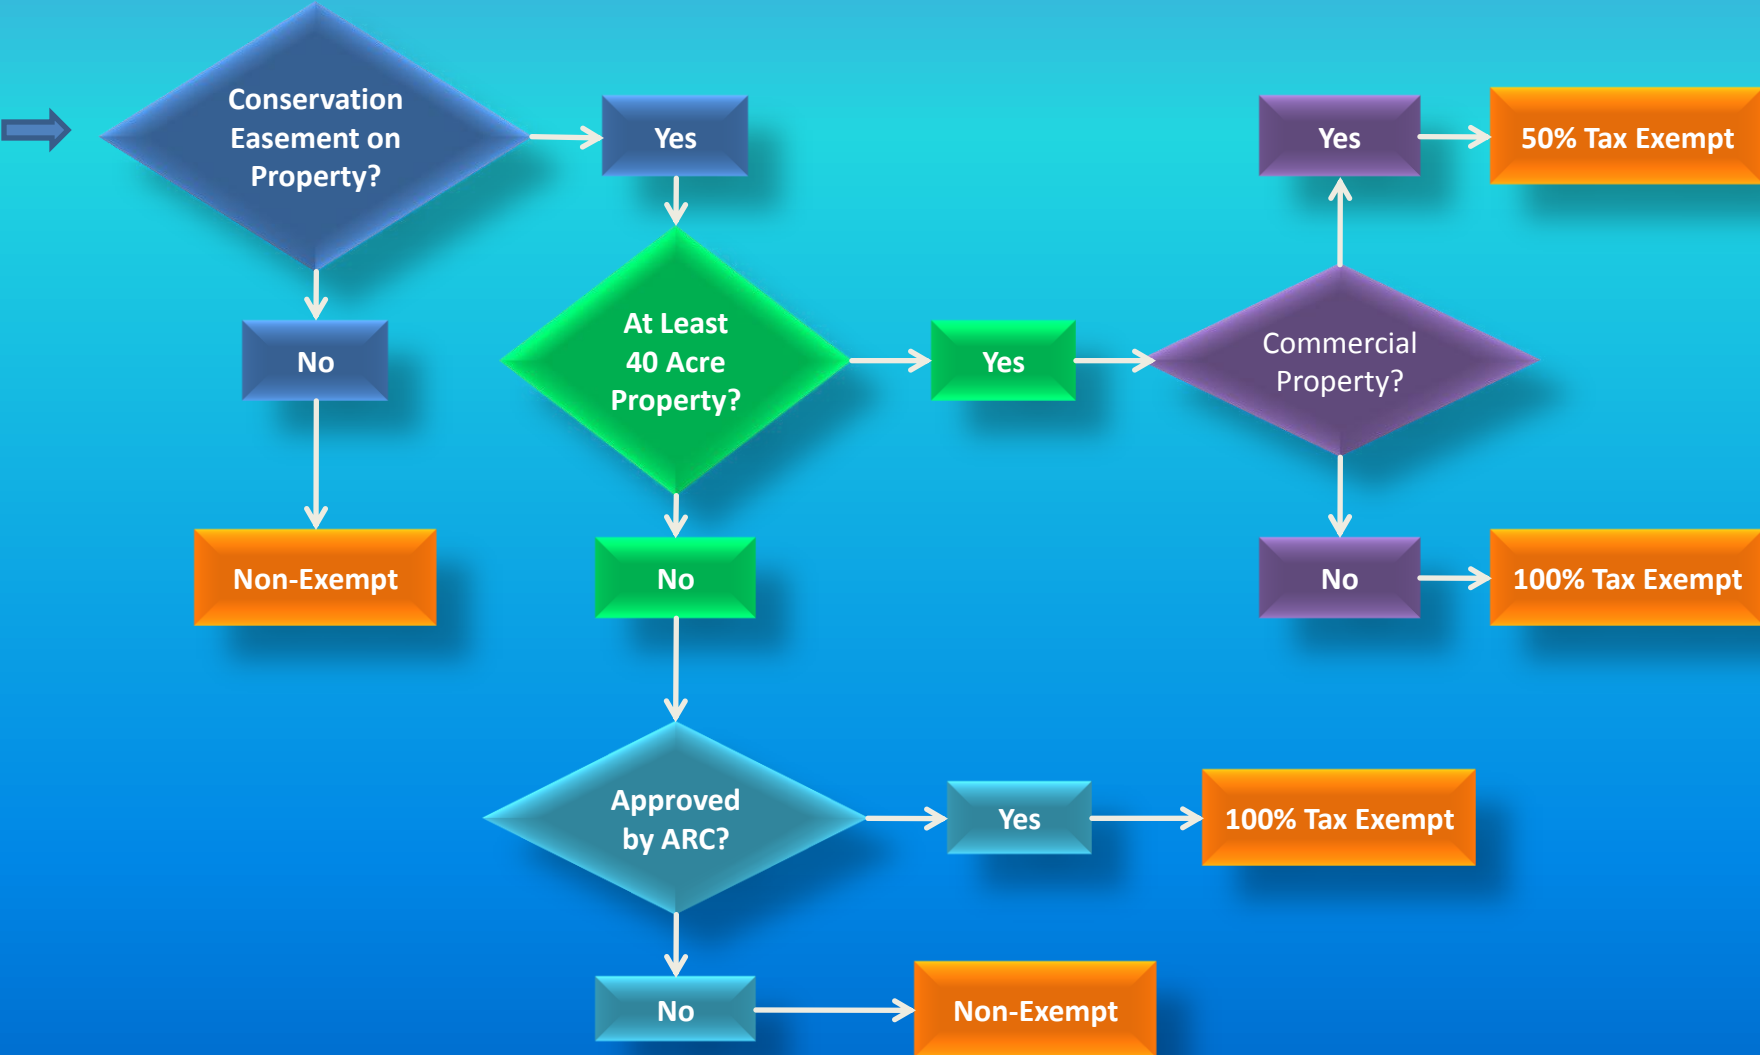 Conservation
Easement on
Property?
Yes
Yes
50% Tax Exempt
At Least
40 Acre
Property?
No
Yes
Commercial
Property?
Non-Exempt
No
No
100% Tax Exempt
Approved
by ARC?
Yes
100% Tax Exempt
No
Non-Exempt